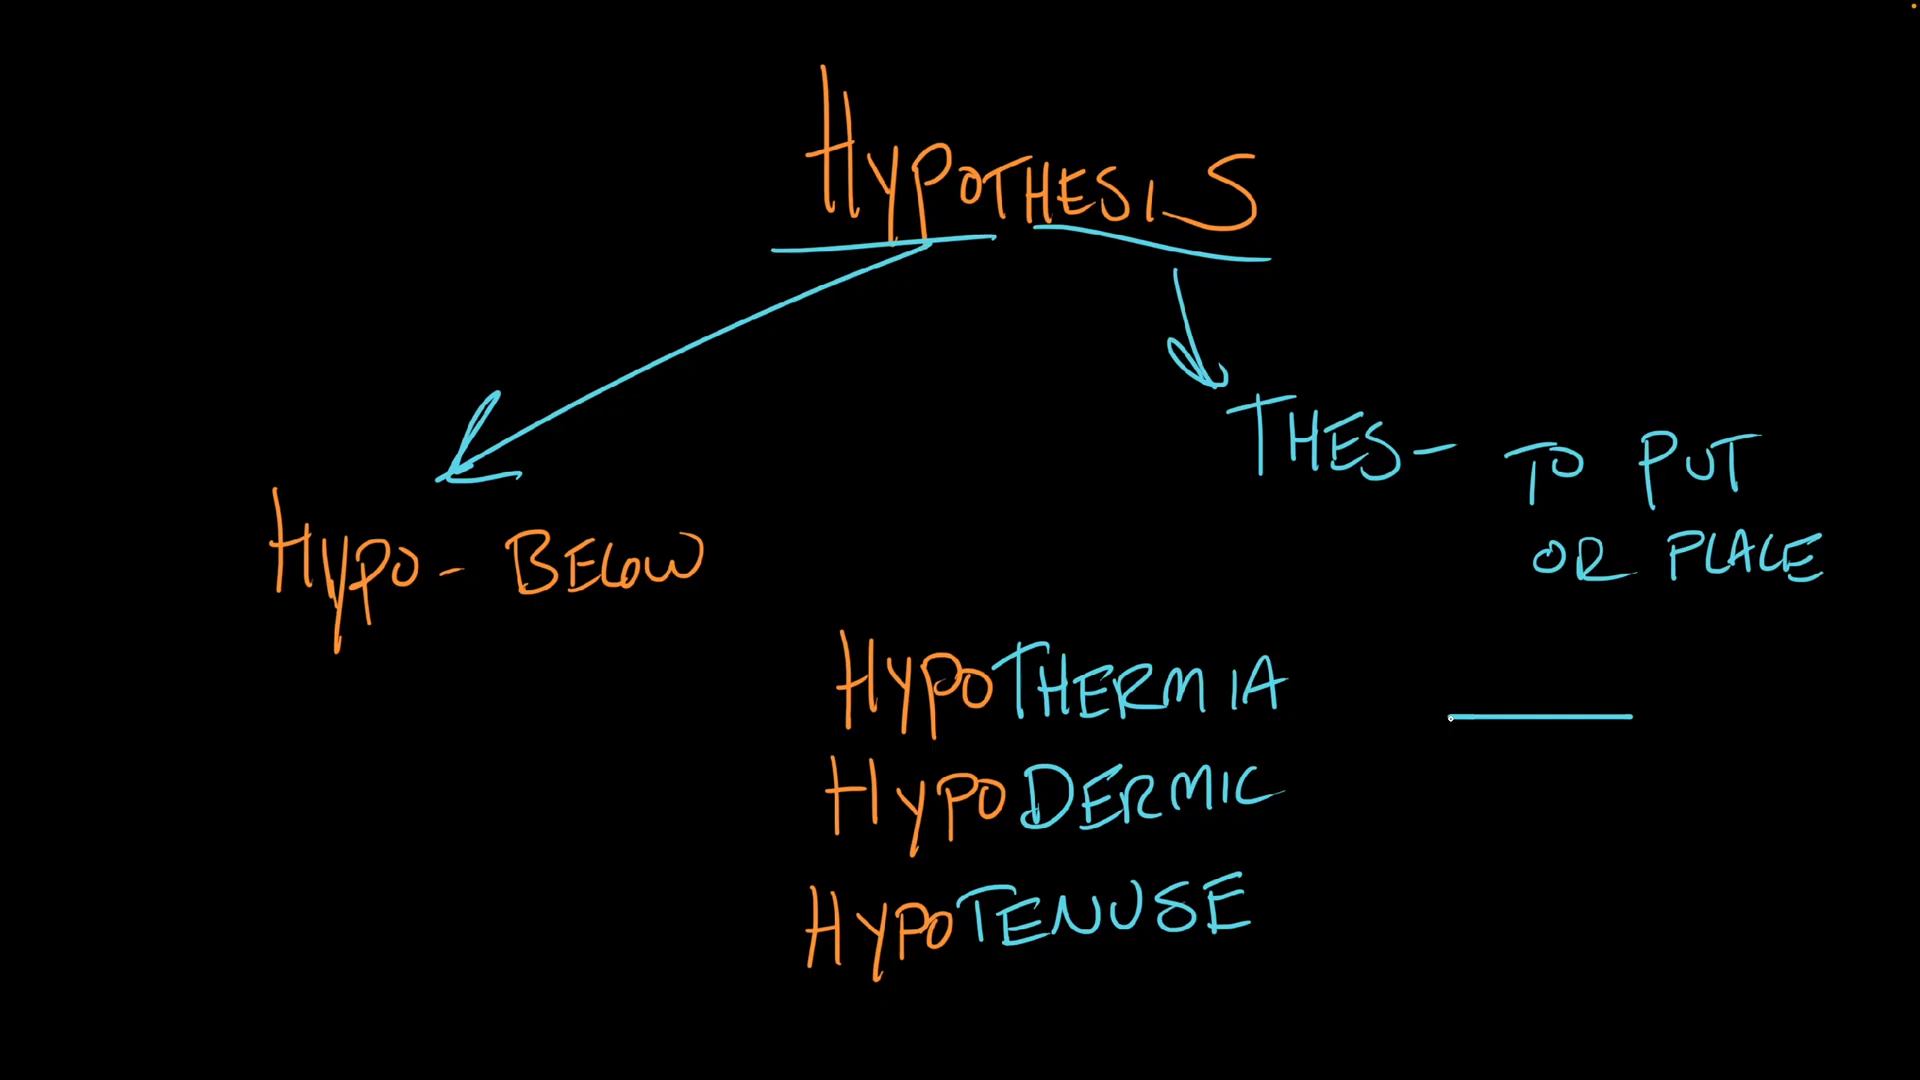 HYPOTHESIS
THES- TO PUT
OR PLACE
HYPO - BELOW
HYPOTHERMIA
HYPODERMIC
HYPOTENUSE